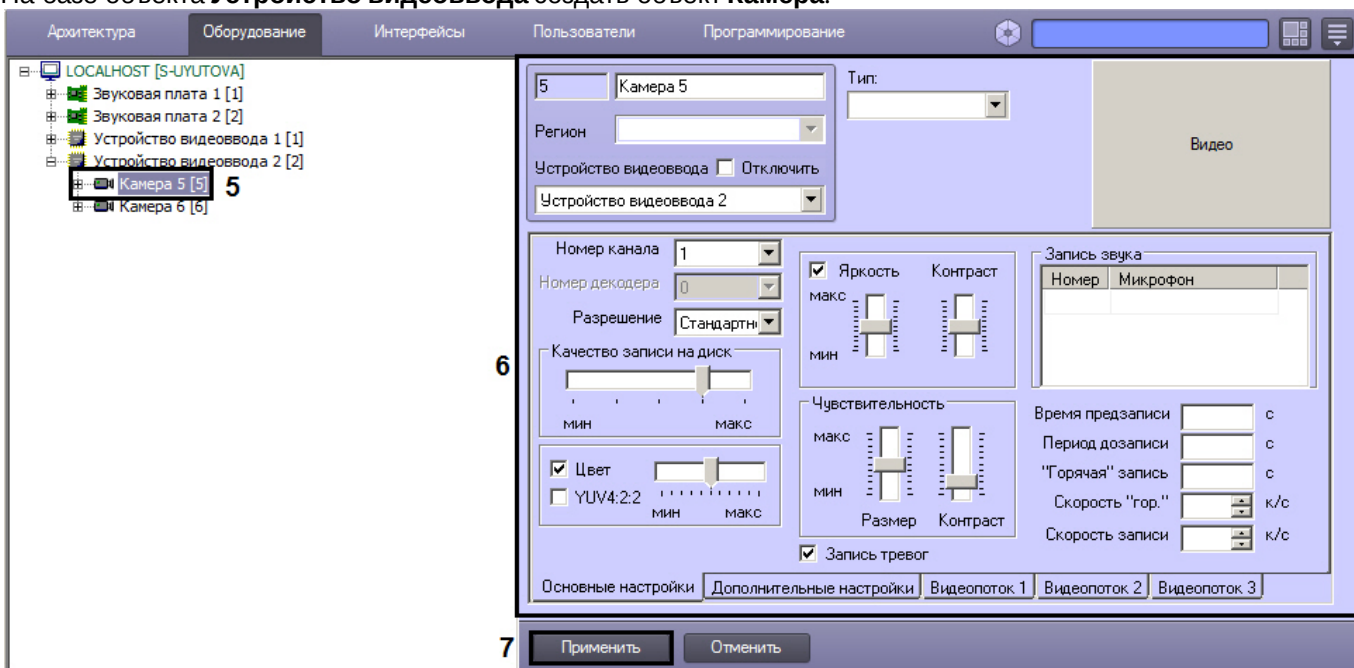 На базе объекта Устройство видеоввода создать объект Камера.
Архитектура Оборудование Интерфейсы Пользователи Программирование
LOCALHOST [S-UYUTOVA]
Звуковая плата 1 [1]
Звуковая плата 2 [2]
Устройство видеоввода 1 [1]
Устройство видеоввода 2 [2]
Камера 5 [5]
5
Камера 6 [6]
5 Камера 5
Тип:
Регион
Устройство видеоввода Отключить
Устройство видеоввода 2
Видео
6
Номер канала 1
Номер декодера 0
Разрешение Стандартн
Качество записи на диск
мин макс
Цвет
YUV4:2:2
мин макс
Яркость Контраст
макс
мин
Чувствительность
макс
мин
Размер Контраст
Запись тревог
Запись звука
Номер Микрофон
Время предзаписи с
Период дозаписи с
"Горячая" запись с
Скорость "гор." к/с
Скорость записи к/с
Основные настройки Дополнительные настройки Видеопоток 1 Видеопоток 2 Видеопоток 3
7
Применить Отменить